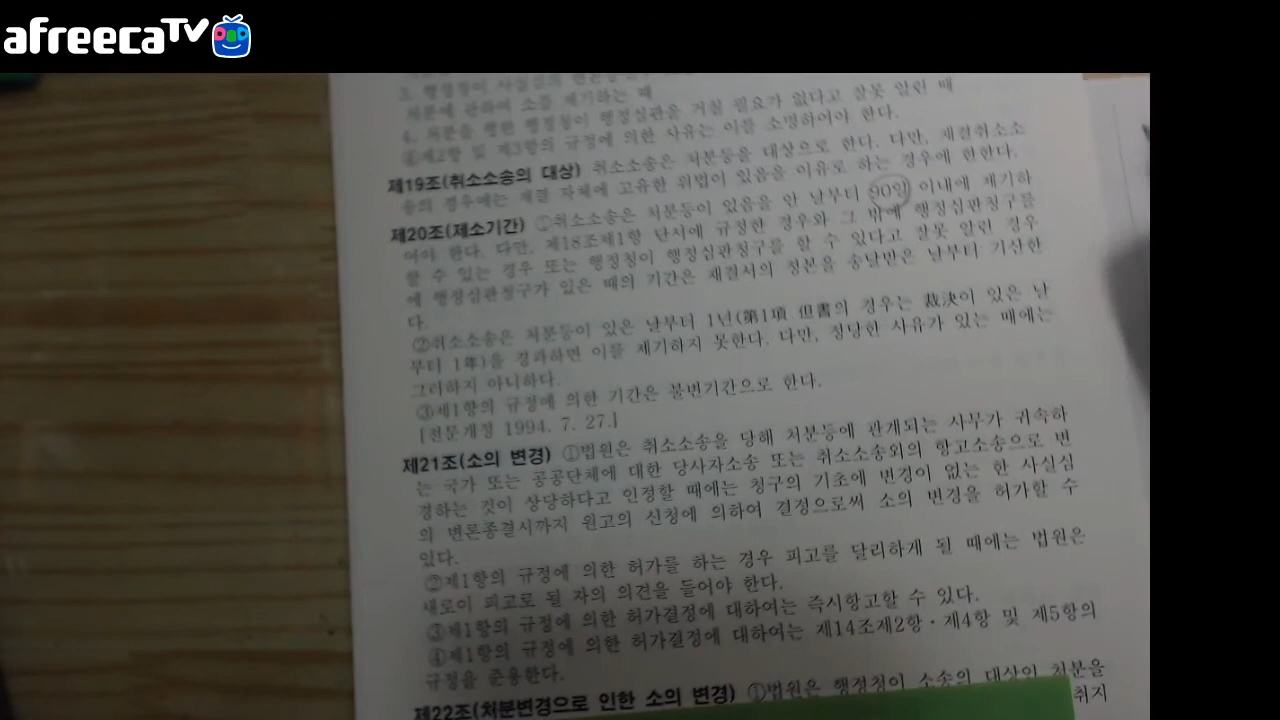 afreecaTV
3. 행정청이 사실심의
처분에 관하여 소를 제기하는 때
4. 처분을 행한 행정청이 행정심판을 거칠 필요가 없다고 잘못 알린 때
④제2항 및 제3항의 규정에 의한 사유는 이를 소명하여야 한다.
제19조(취소소송의 대상) 취소소송은 처분등을 대상으로 한다. 다만, 재결취소소
송의 경우에는 재결 자체에 고유한 위법이 있음을 이유로 하는 경우에 한한다.
제20조(제소기간) ①취소소송은 처분등이 있음을 안 날부터 90일 이내에 제기하
여야 한다. 다만, 제18조제1항 단서에 규정한 경우와 그 밖에 행정심판청구를
할 수 있는 경우 또는 행정청이 행정심판청구를 할 수 있다고 잘못 알린 경우
에 행정심판청구가 있은 때의 기간은 재결서의 정본을 송달받은 날부터 기산한
다.
②취소소송은 처분등이 있은 날부터 1년(第1項 但書의 경우는 裁決이 있은 날
부터 1年)을 경과하면 이를 제기하지 못한다. 다만, 정당한 사유가 있는 때에는
그러하지 아니하다.
③제1항의 규정에 의한 기간은 불변기간으로 한다.
[전문개정 1994. 7. 27.]
제21조(소의 변경) ①법원은 취소소송을 당해 처분등에 관계되는 사무가 귀속하
는 국가 또는 공공단체에 대한 당사자소송 또는 취소소송외의 항고소송으로 변
경하는 것이 상당하다고 인정할 때에는 청구의 기초에 변경이 없는 한 사실심
의 변론종결시까지 원고의 신청에 의하여 결정으로써 소의 변경을 허가할 수
있다.
②제1항의 규정에 의한 허가를 하는 경우 피고를 달리하게 될 때에는 법원은
새로이 피고로 될 자의 의견을 들어야 한다.
③제1항의 규정에 의한 허가결정에 대하여는 즉시항고할 수 있다.
④제1항의 규정에 의한 허가결정에 대하여는 제14조제2항·제4항 및 제5항의
규정을 준용한다.
제22조(처분변경으로 인한 소의 변경) ①법원은 행정청이 소송의 대상인 처분을
취지